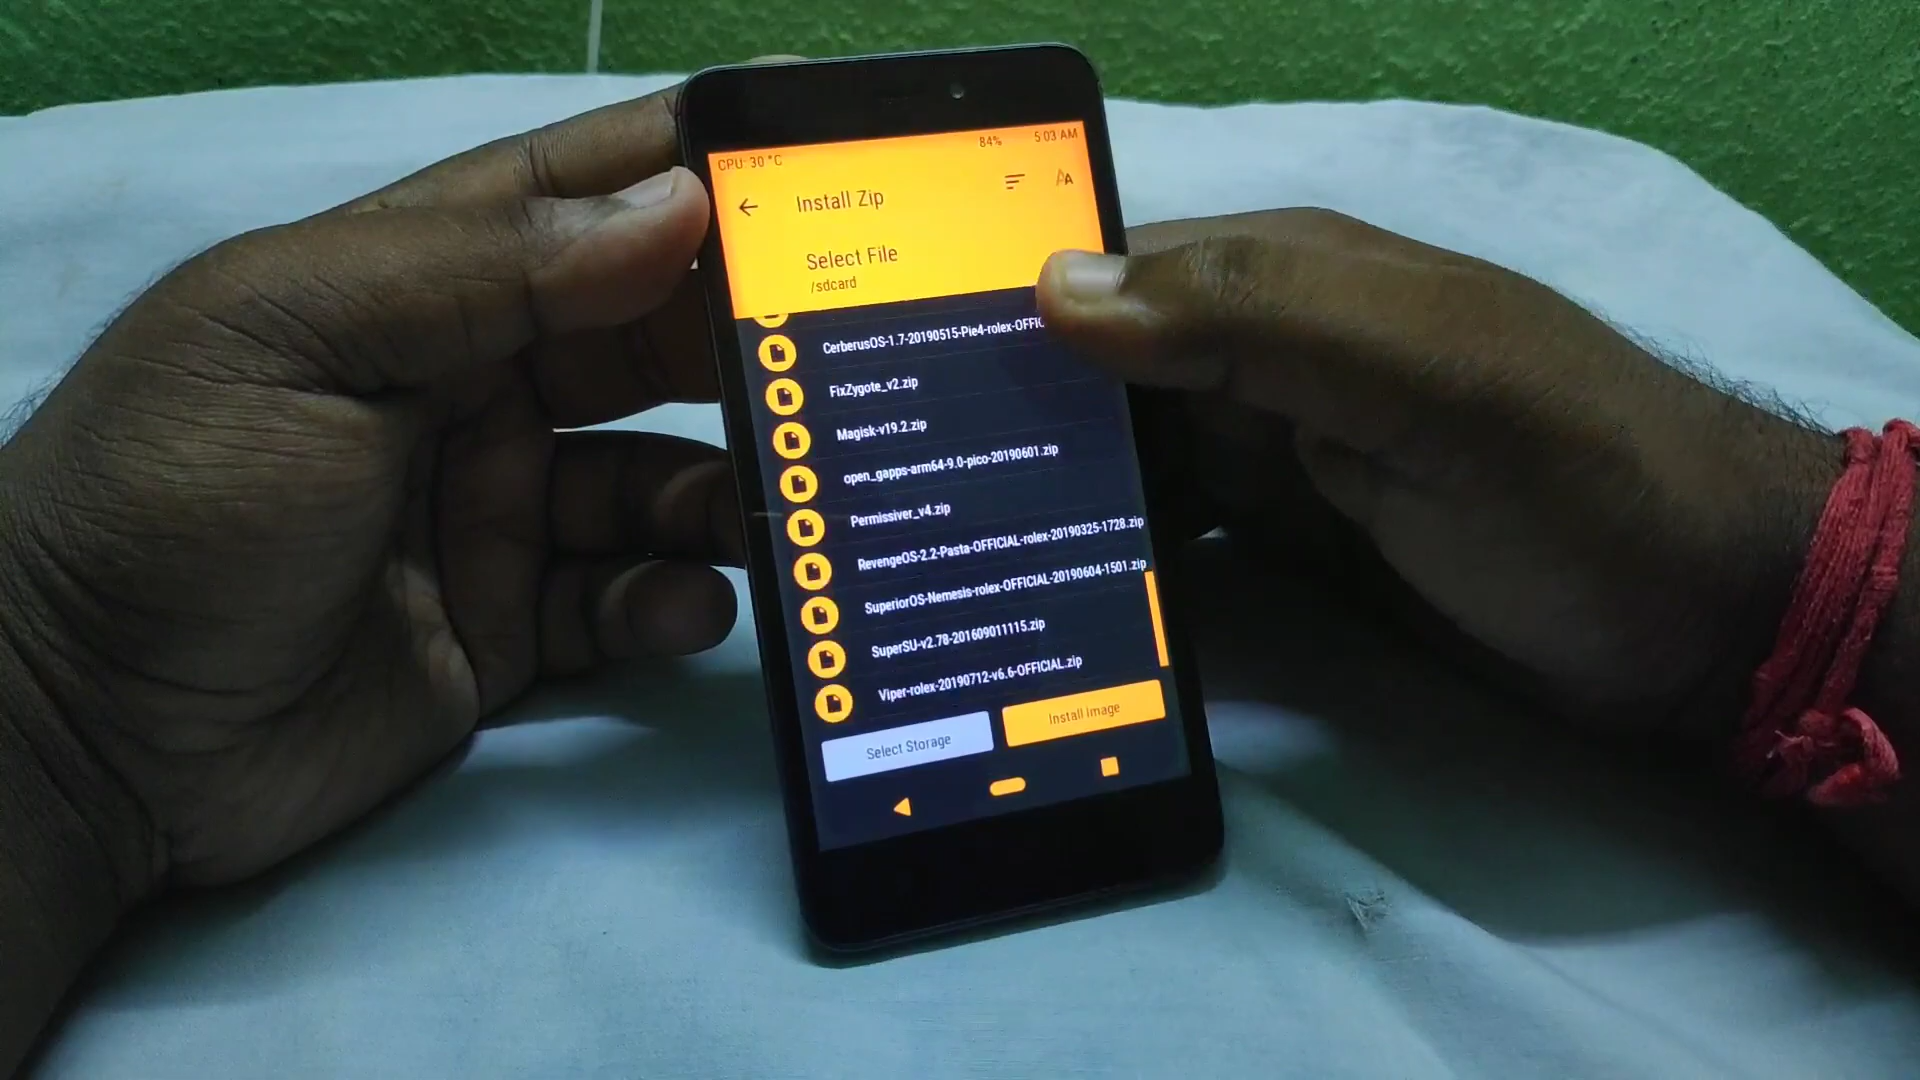 CPU: 30 °C 84% 5:03 AM
Install Zip
AA
Select File
/sdcard
CerberusOS-1.7-20190515-Pie4-rolex-OFFIC
FixZygote_v2.zip
Magisk-v19.2.zip
open_gapps-arm64-9.0-pico-20190601.zip
Permissiver_v4.zip
RevengeOS-2.2-Pasta-OFFICIAL-rolex-20190325-1728.zip
SuperiorOS-Nemesis-rolex-OFFICIAL-20190604-1501.zip
SuperSU-v2.78-201609011115.zip
Viper-rolex-20190712-v6.6-OFFICIAL.zip
Select Storage
Install Image